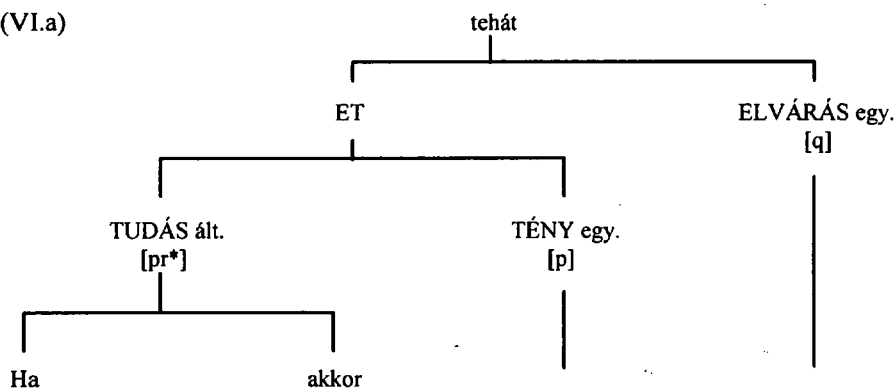 (VI.a) tehát
ET ELVÁRÁS egy.
[q]
TUDÁS ált. TÉNY egy.
[pr*] [p]
Ha akkor